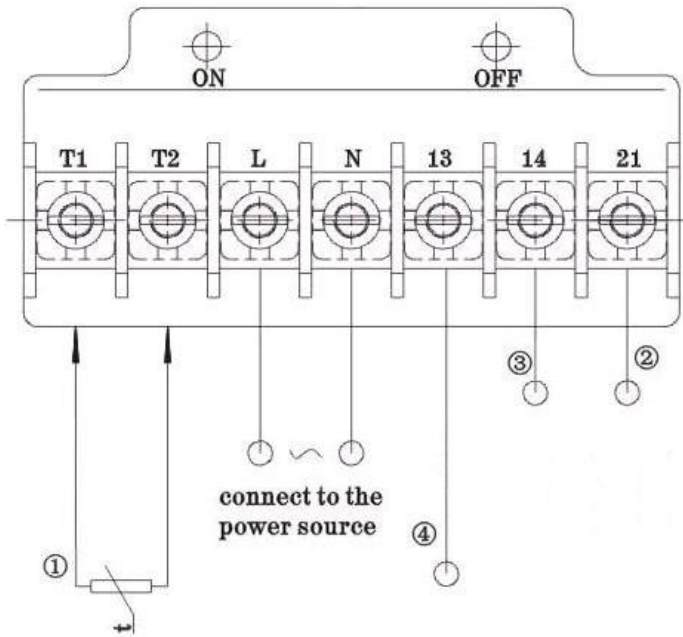 ON OFF
T1 T2 L N 13 14 21
③ ②
connect to the
power source
④
①
t